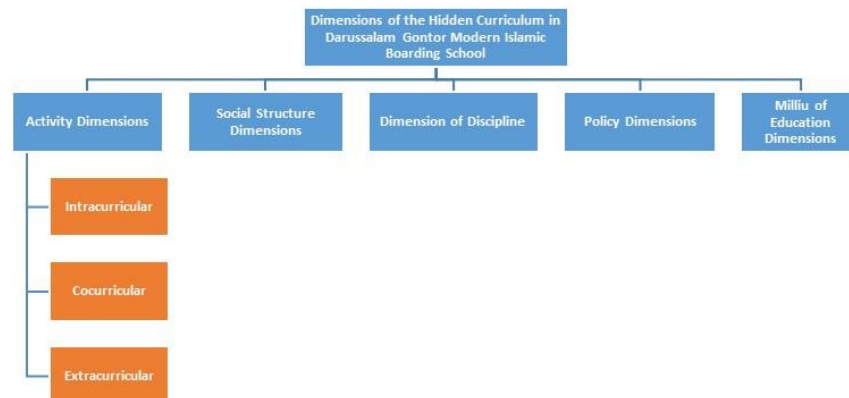 Dimensions of the Hidden Curriculum in
Darussalam Gontor Modern Islamic
Boarding School
Activity Dimensions
Social Structure
Dimensions
Dimension of Discipline
Policy Dimensions
Milliu of
Education
Dimensions
Intracurricular
Cocurricular
Extracurricular